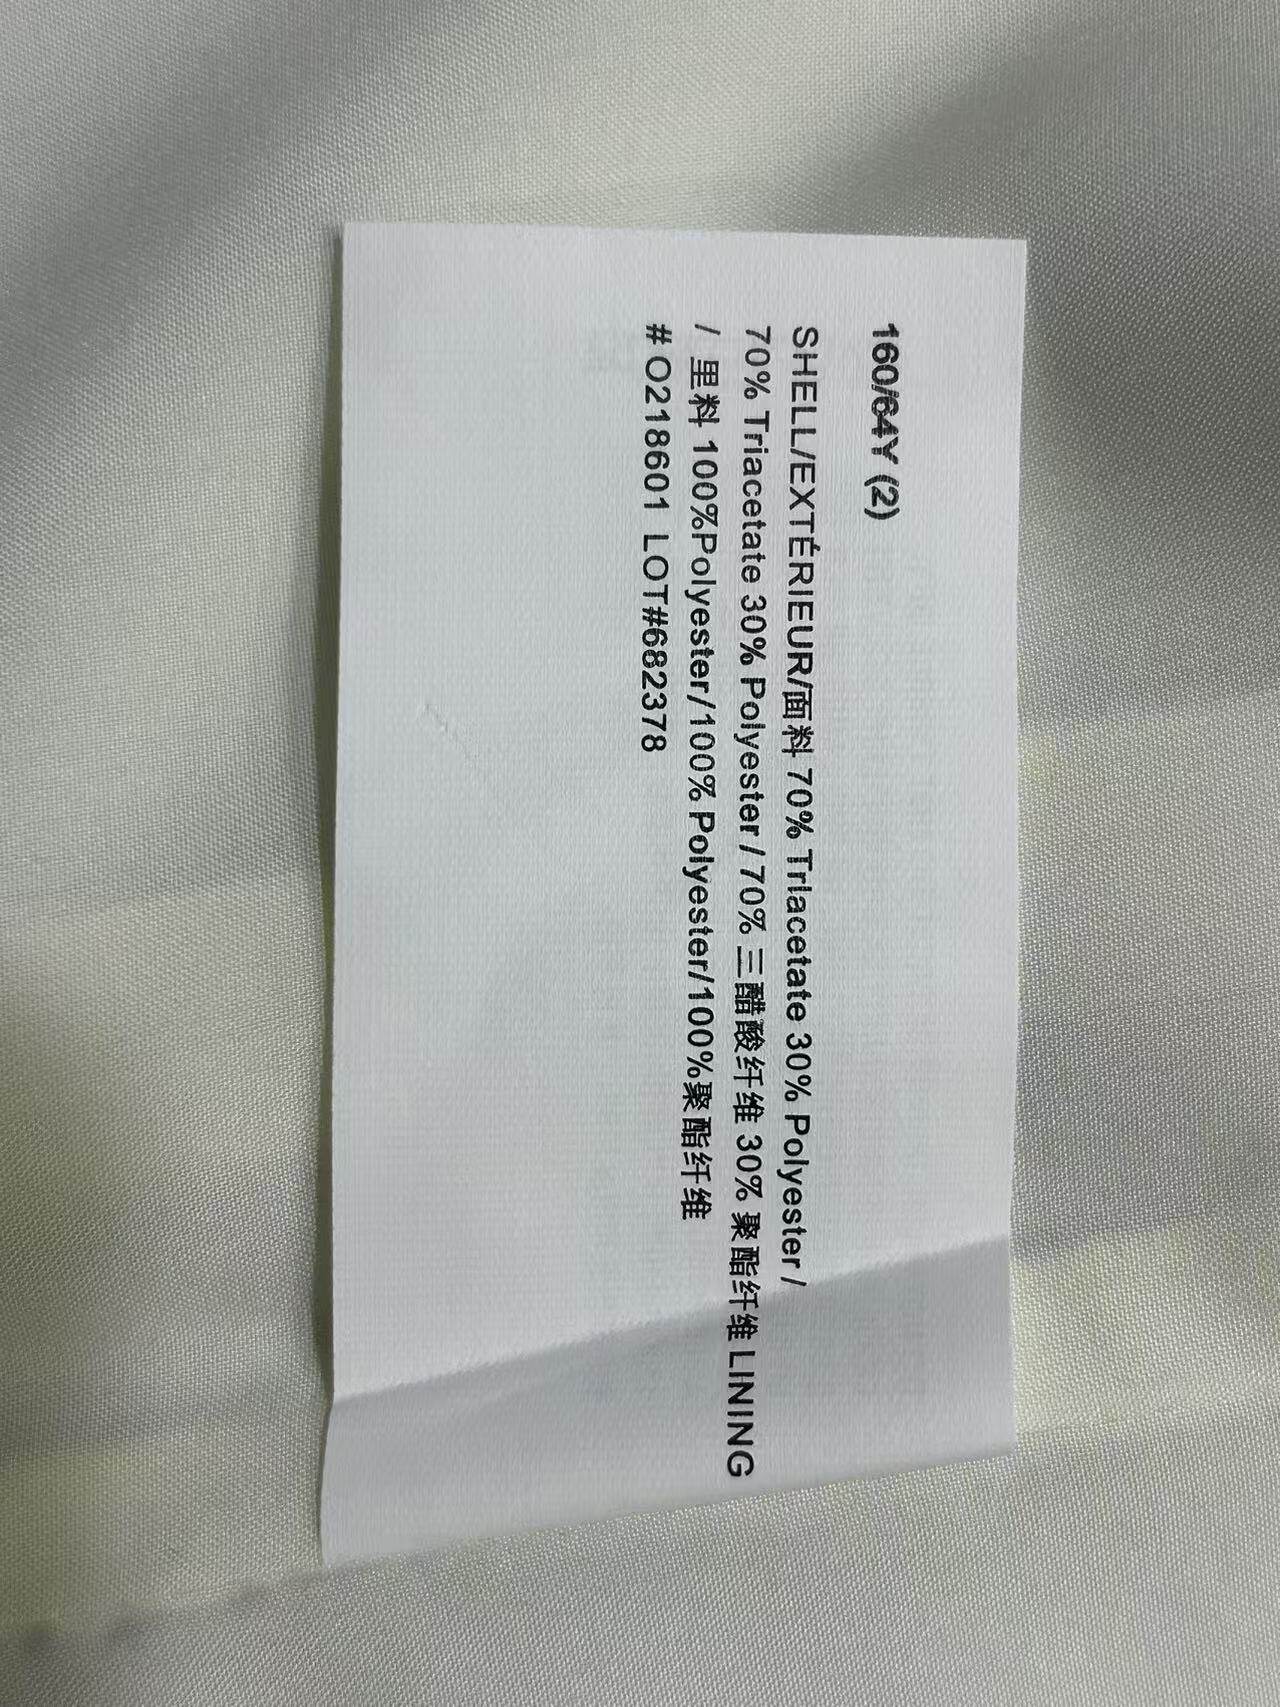 160/64Y (2)
SHELL/EXTÉRIEUR/面料 70% Triacetate 30% Polyester /
70% Triacetate 30% Polyester / 70% 三醋酸纤维 30% 聚酯纤维 LINING
/ 里料 100%Polyester/100% Polyester/100%聚酯纤维
# O218601 LOT#682378